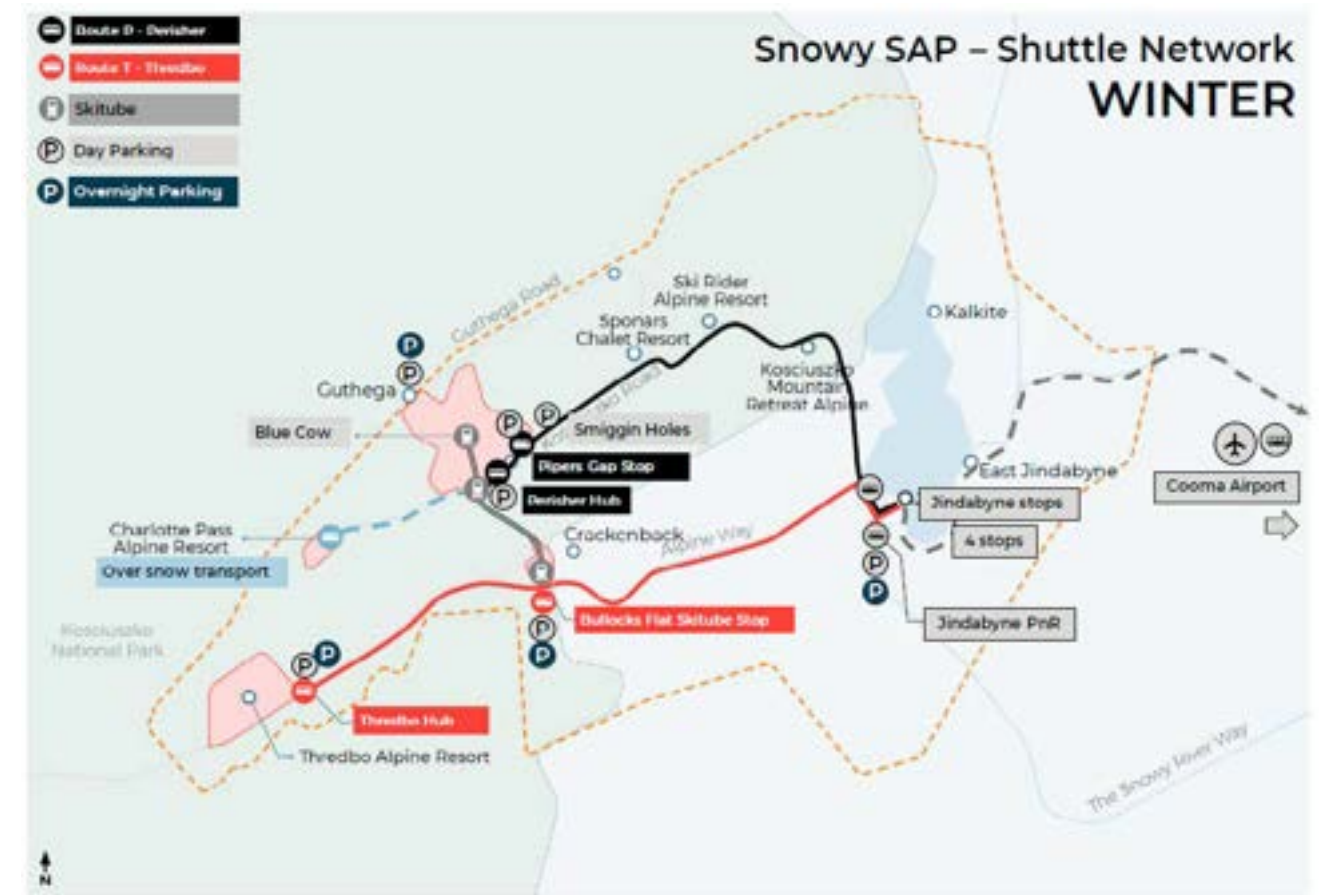 Route P - Perisher
Route T - Thredbo
Skitube
P Day Parking
P Overnight Parking
Snowy SAP – Shuttle Network
WINTER
Guthega Road
Ski Rider
Alpine Resort
Sponars
Chalet Resort
Kalkite
Kosciuszko
Mountain
Retreat Alpine
P
P
Guthega
Road
Blue Cow
P
P
Smiggin Holes
Pipers Gap Stop
P
Perisher Hub
East Jindabyne
Cooma Airport
Jindabyne stops
4 stops
Charlotte Pass
Alpine Resort
Over snow transport
Crackenback
Alpine Way
P
P
Jindabyne PnR
Bullocks Flat Skitube Stop
P
P
Kosciuszko
National Park
P
P
Thredbo Hub
Thredbo Alpine Resort
The Snowy River Way
N